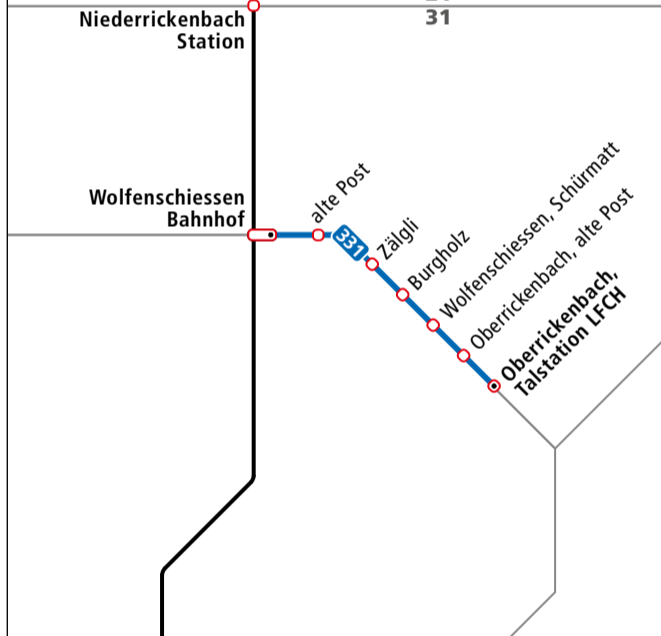 31
Niederrickenbach
Station
Wolfenschiessen
Bahnhof
alte Post
331
Zälgli
Burgholz
Wolfenschiessen, Schürmatt
Oberrickenbach, alte Post
Oberrickenbach,
Talstation LFCH